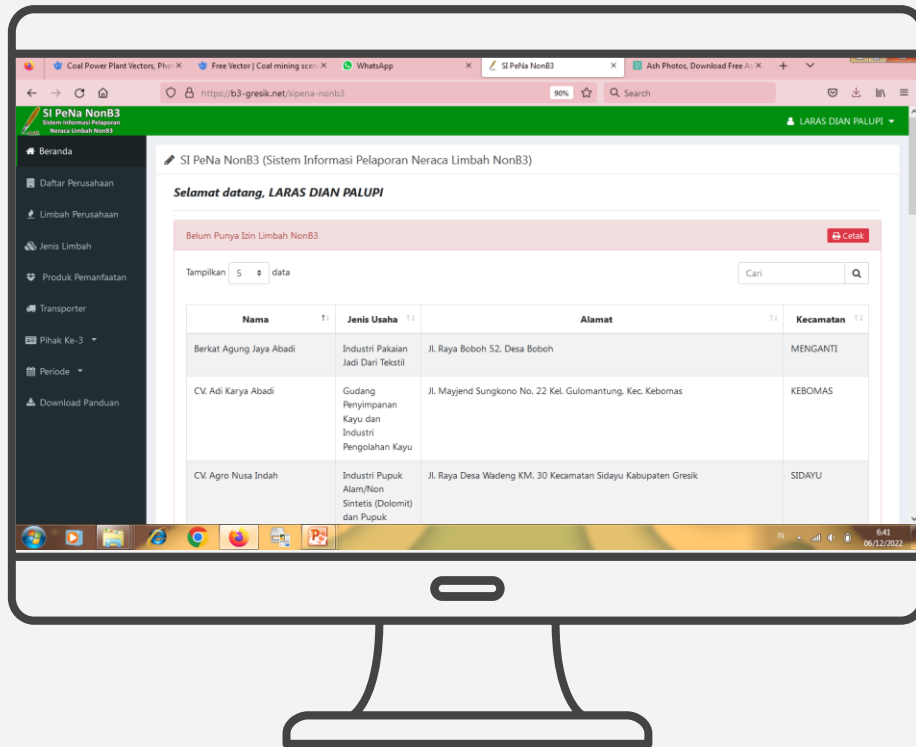 Coal Power Plant Vectors, Phot
Free Vector | Coal mining scen
WhatsApp
SI PeNa NonB3
Ash Photos, Download Free As
https://b3-gresik.net/sipena-nonb3
90%
Search
SI PeNa NonB3
Sistem Informasi Pelaporan
Neraca Limbah NonB3
LARAS DIAN PALUPI
Beranda
Daftar Perusahaan
Limbah Perusahaan
Jenis Limbah
Produk Pemanfaatan
Transporter
Pihak Ke-3
Periode
Download Panduan
SI PeNa NonB3 (Sistem Informasi Pelaporan Neraca Limbah NonB3)
Selamat datang, LARAS DIAN PALUPI
Belum Punya Izin Limbah NonB3
Cetak
Tampilkan 5 data
Cari
Nama Jenis Usaha Alamat Kecamatan
Berkat Agung Jaya Abadi
Industri Pakaian
Jadi Dari Tekstil
Jl. Raya Boboh 52, Desa Boboh
MENGANTI
CV. Adi Karya Abadi
Gudang
Penyimpanan
Kayu dan
Industri
Pengolahan Kayu
Jl. Mayjend Sungkono No. 22 Kel. Gulomantung, Kec. Kebomas
KEBOMAS
CV. Agro Nusa Indah
Industri Pupuk
Alam/Non
Sintetis (Dolomit)
dan Pupuk
Jl. Raya Desa Wadeng KM. 30 Kecamatan Sidayu Kabupaten Gresik
SIDAYU
IN
6:41
06/12/2022